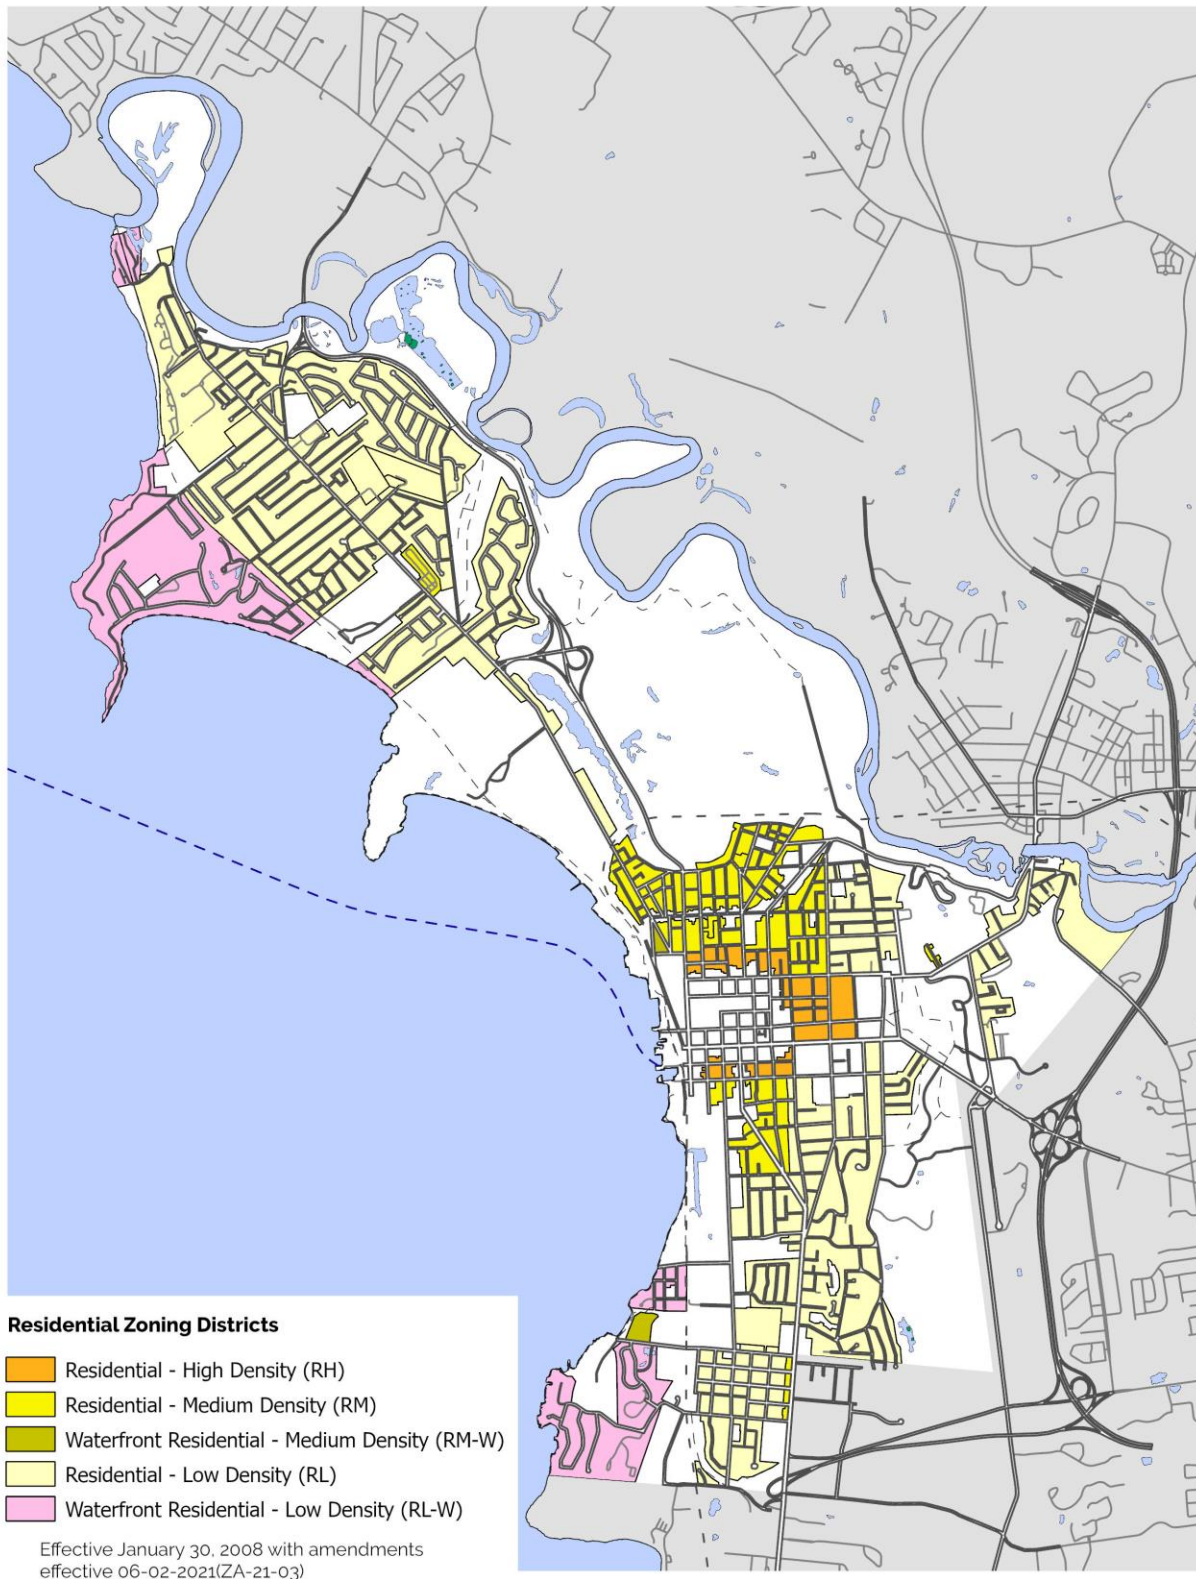 Residential Zoning Districts
Residential - High Density (RH)
Residential - Medium Density (RM)
Waterfront Residential - Medium Density (RM-W)
Residential - Low Density (RL)
Waterfront Residential - Low Density (RL-W)
Effective January 30, 2008 with amendments
effective 06-02-2021(ZA-21-03)